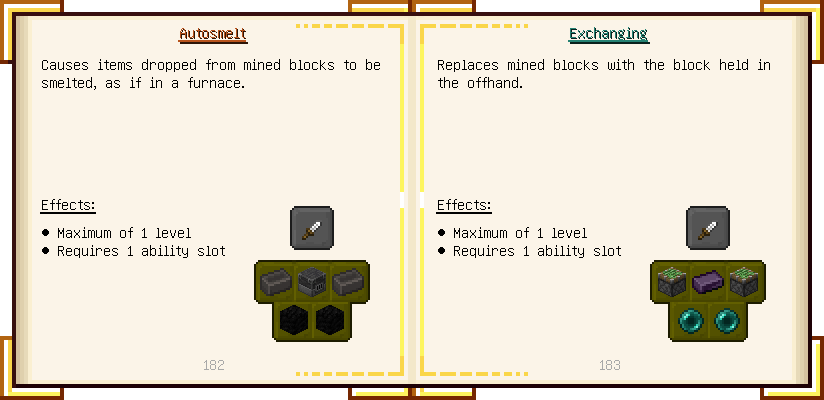 Autosmelt
Causes items dropped from mined blocks to be
smelted, as if in a furnace.
Effects:
● Maximum of 1 level
● Requires 1 ability slot
182
Exchanging
Replaces mined blocks with the block held in
the offhand.
Effects:
● Maximum of 1 level
● Requires 1 ability slot
183